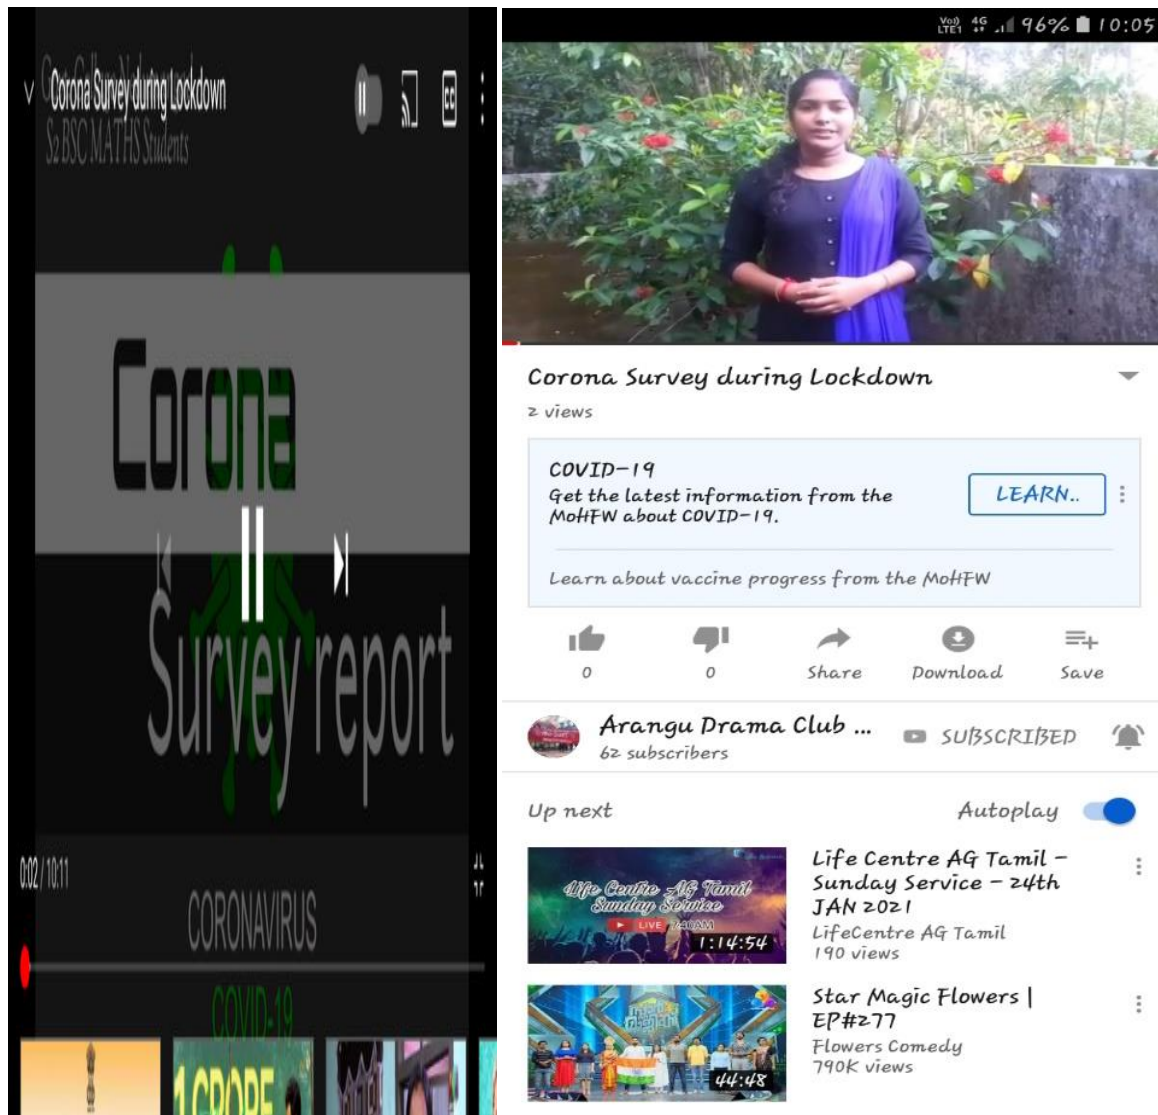 Corona Survey during Lockdown
S2 BSC MATHS Students
Corona
Survey report
0:02 / 10:11
CORONAVIRUS
COVID-19
1 CRORE
Vo))
LTE1
4G
96%
10:05
Corona Survey during Lockdown
2 views
COVID-19
Get the latest information from the
MoHFW about COVID-19.
LEARN..
Learn about vaccine progress from the MoHFW
0
0
Share
Download
Save
Arangu Drama Club ...
62 subscribers
SUBSCRIBED
Up next
Autoplay
Life Centre AG Tamil
Sunday Service
LIVE 7:40AM
1:14:54
Life Centre AG Tamil –
Sunday Service – 24th
JAN 2021
LifeCentre AG Tamil
190 views
44:48
Star Magic Flowers |
EP#277
Flowers Comedy
790K views